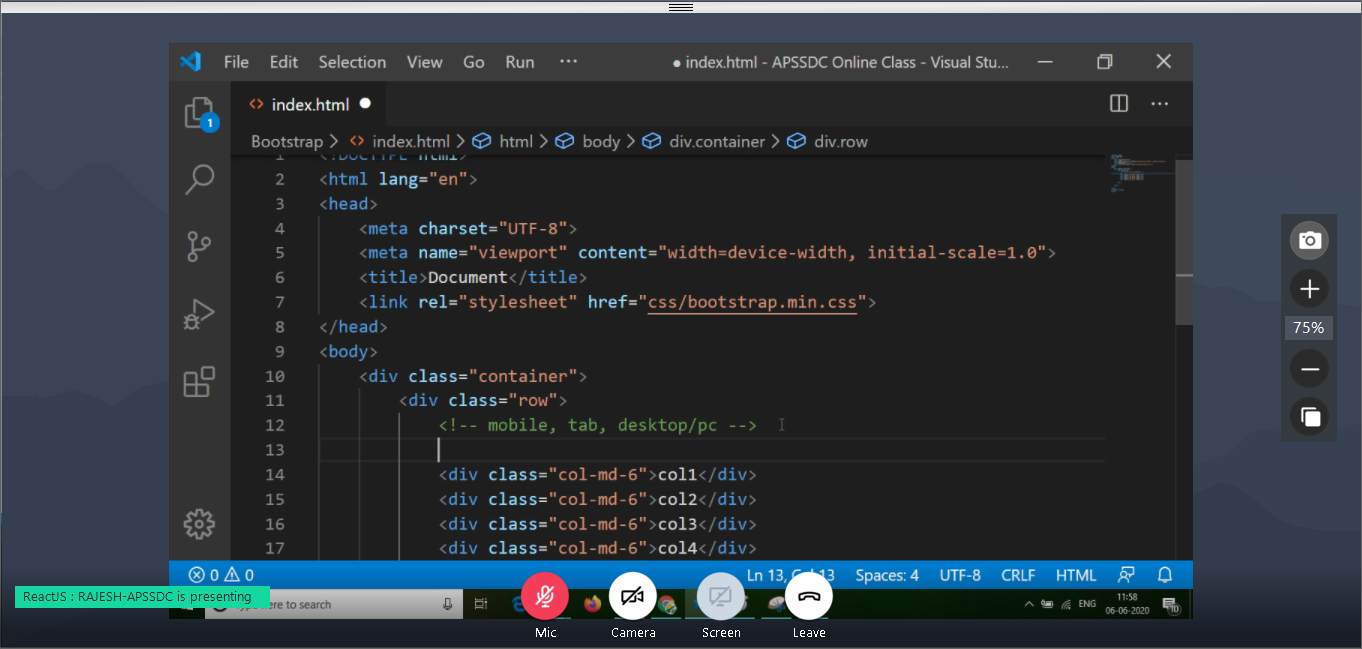 File Edit Selection View Go Run ··· ● index.html - APSSDC Online Class - Visual Stu...
<> index.html ●
1
Bootstrap > <> index.html > html > body > div.container > div.row
1 <!DOCTYPE html>
2 <html lang="en">
3 <head>
4 <meta charset="UTF-8">
5 <meta name="viewport" content="width=device-width, initial-scale=1.0">
6 <title>Document</title>
7 <link rel="stylesheet" href="css/bootstrap.min.css">
8 </head>
9 <body>
10 <div class="container">
11 <div class="row">
12 <!-- mobile, tab, desktop/pc -->
13
14 <div class="col-md-6">col1</div>
15 <div class="col-md-6">col2</div>
16 <div class="col-md-6">col3</div>
17 <div class="col-md-6">col4</div>
75%
0 0 Ln 13, 13 Spaces: 4 UTF-8 CRLF HTML
ReactJS : RAJESH-APSSDC is presenting
here to search
ENG 11:58
06-06-2020
10
Mic Camera Screen Leave